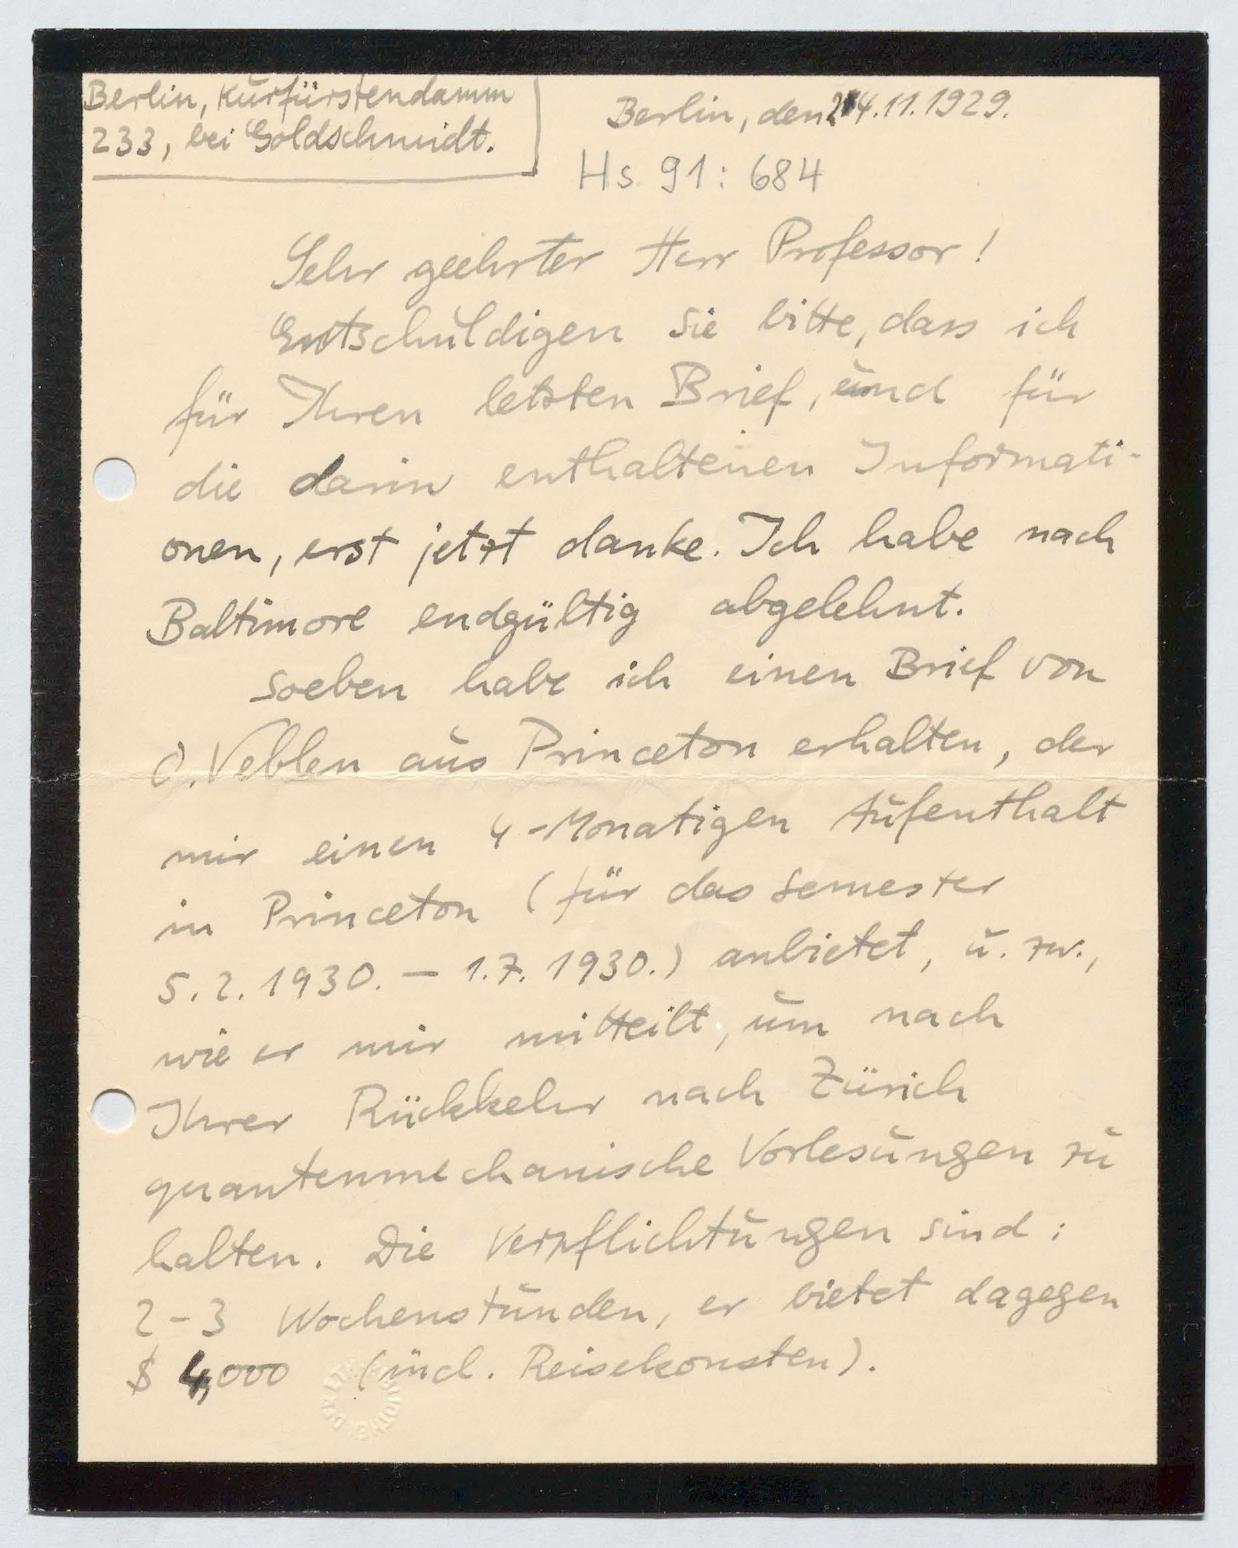 Berlin, Kurfürstendamm
233, bei Goldschmidt.
Berlin, den 24.11.1929.
Hs 91: 684
Sehr geehrter Herr Professor!
Entschuldigen Sie bitte, dass ich
für Ihren letzten Brief, und für
die darin enthaltenen Informati-
onen, erst jetzt danke. Ich habe nach
Baltimore endgültig abgelehnt.
Soeben habe ich einen Brief von
O. Veblen aus Princeton erhalten, der
mir einen 4-Monatigen Aufenthalt
in Princeton (für das Semester
5.2.1930. — 1.7.1930.) anbietet, u. zw.,
wie er mir mitteilt, um nach
Ihrer Rückkehr nach Zürich
quantenmechanische Vorlesungen zu
halten. Die Verpflichtungen sind:
2-3 Wochenstunden, er bietet dagegen
$ 4,000 (incl. Reisekonsten).